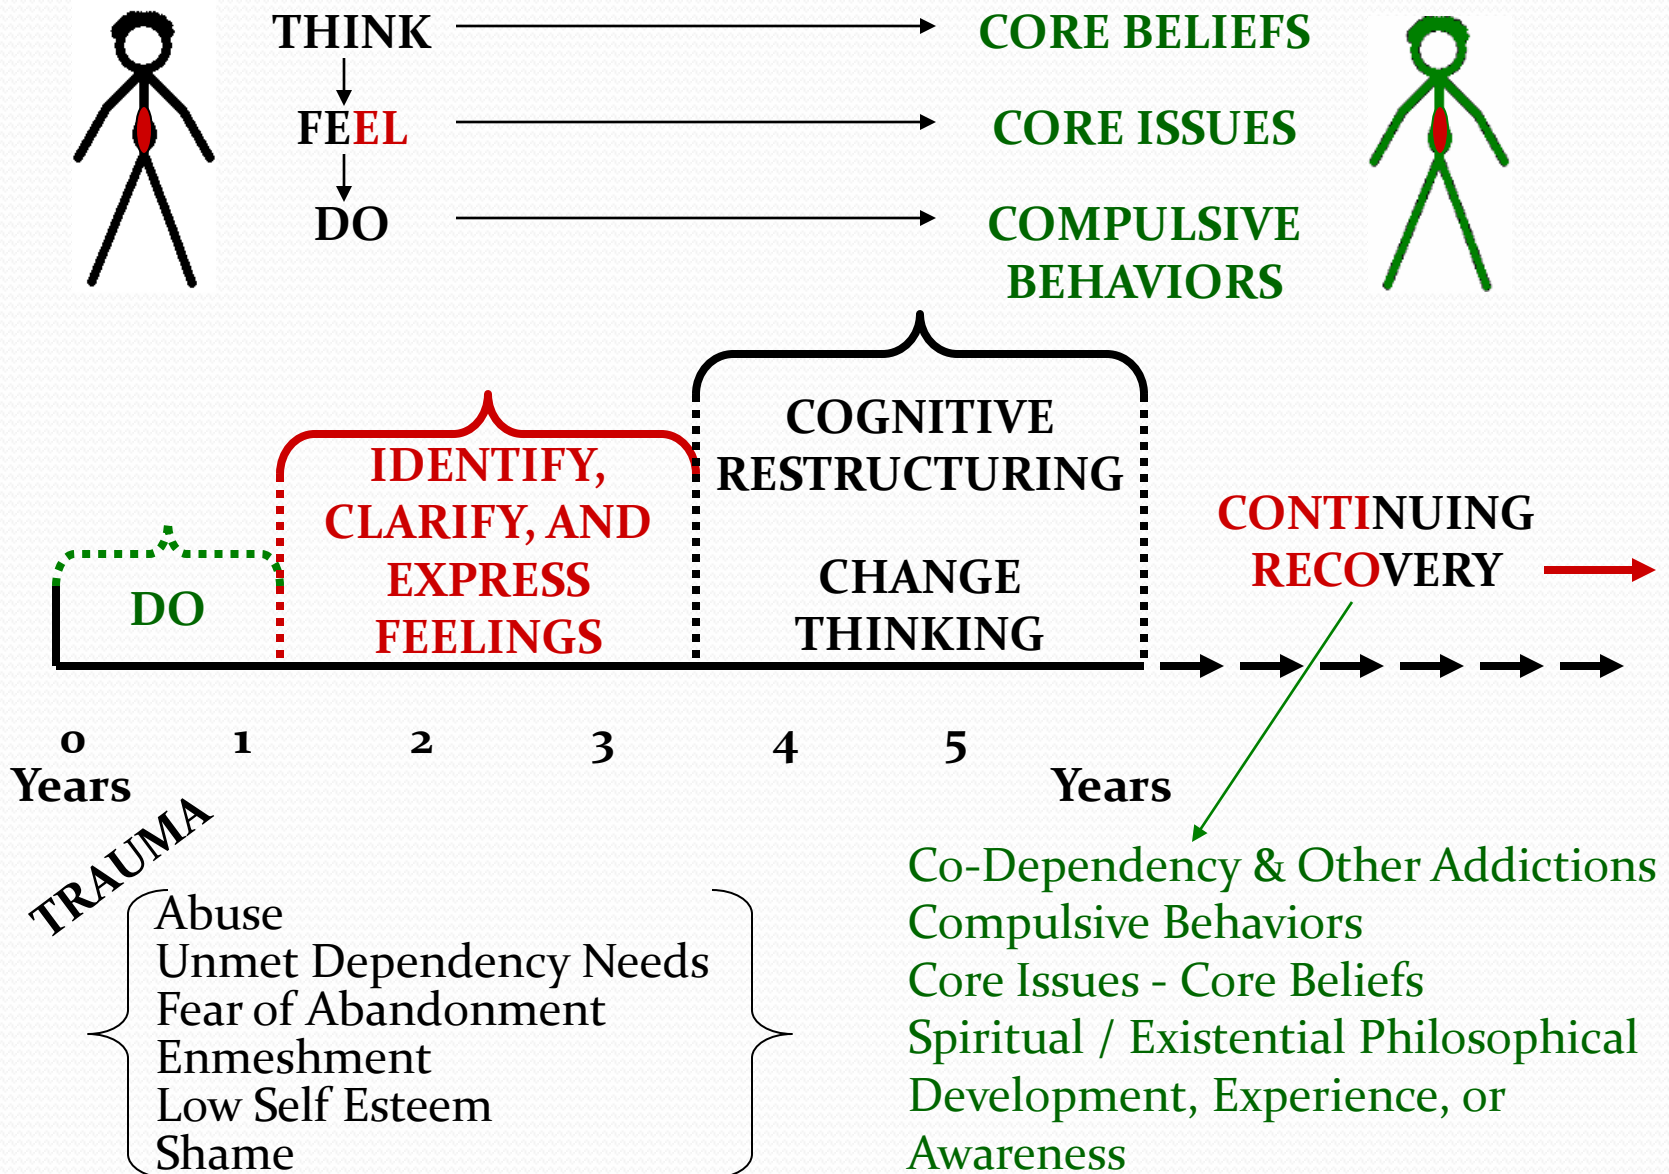 THINK
CORE BELIEFS
FEEL
CORE ISSUES
DO
COMPULSIVE
BEHAVIORS
DO
IDENTIFY,
CLARIFY, AND
EXPRESS
FEELINGS
COGNITIVE
RESTRUCTURING
CHANGE
THINKING
CONTINUING
RECOVERY
0 1 2 3 4 5
Years
Years
TRAUMA
Abuse
Unmet Dependency Needs
Fear of Abandonment
Enmeshment
Low Self Esteem
Shame
Co-Dependency & Other Addictions
Compulsive Behaviors
Core Issues - Core Beliefs
Spiritual / Existential Philosophical
Development, Experience, or
Awareness